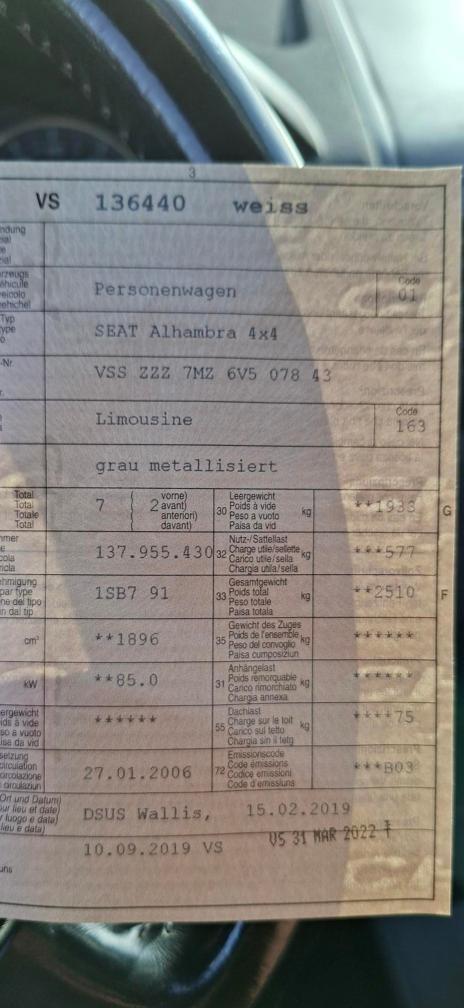 3
VS 136440 weiss
Code
Personenwagen 01
SEAT Alhambra 4x4
-Nr.
VSS ZZZ 7MZ 6V5 078 43
Code
Limousine 163
grau metallisiert
Total vorne) Leergewicht
Total 7 ( 2 avant) 30 Poids à vide kg **1933 G
Totale anteriori) Peso a vuoto
Total davant) Paisa da vid
Nutz-/Sattellast
137.955.430 32 Charge utile/sellette kg ***577
Carico utile/sella
Chargia utila/sella
Gesamtgewicht
1SB7 91 33 Poids total kg **2510 F
Peso totale
Paisa totala
Gewicht des Zuges
cm³ **1896 35 Poids de l'ensemble kg ******
Peso del convoglio
Paisa cumposiziun
Anhängelast
kW **85.0 31 Poids remorquable kg ******
Carico rimorchiato
Chargia annexa
Dachlast
****** 55 Charge sur le toit kg ****75
Carico sul tetto
Chargia sin il tetg
Emissionscode
27.01.2006 72 Code émissions ***B03
Codice emissioni
Code d'emissiuns
Ort und Datum)
DSUS Wallis, 15.02.2019
10.09.2019 VS VS 31 MAR 2022